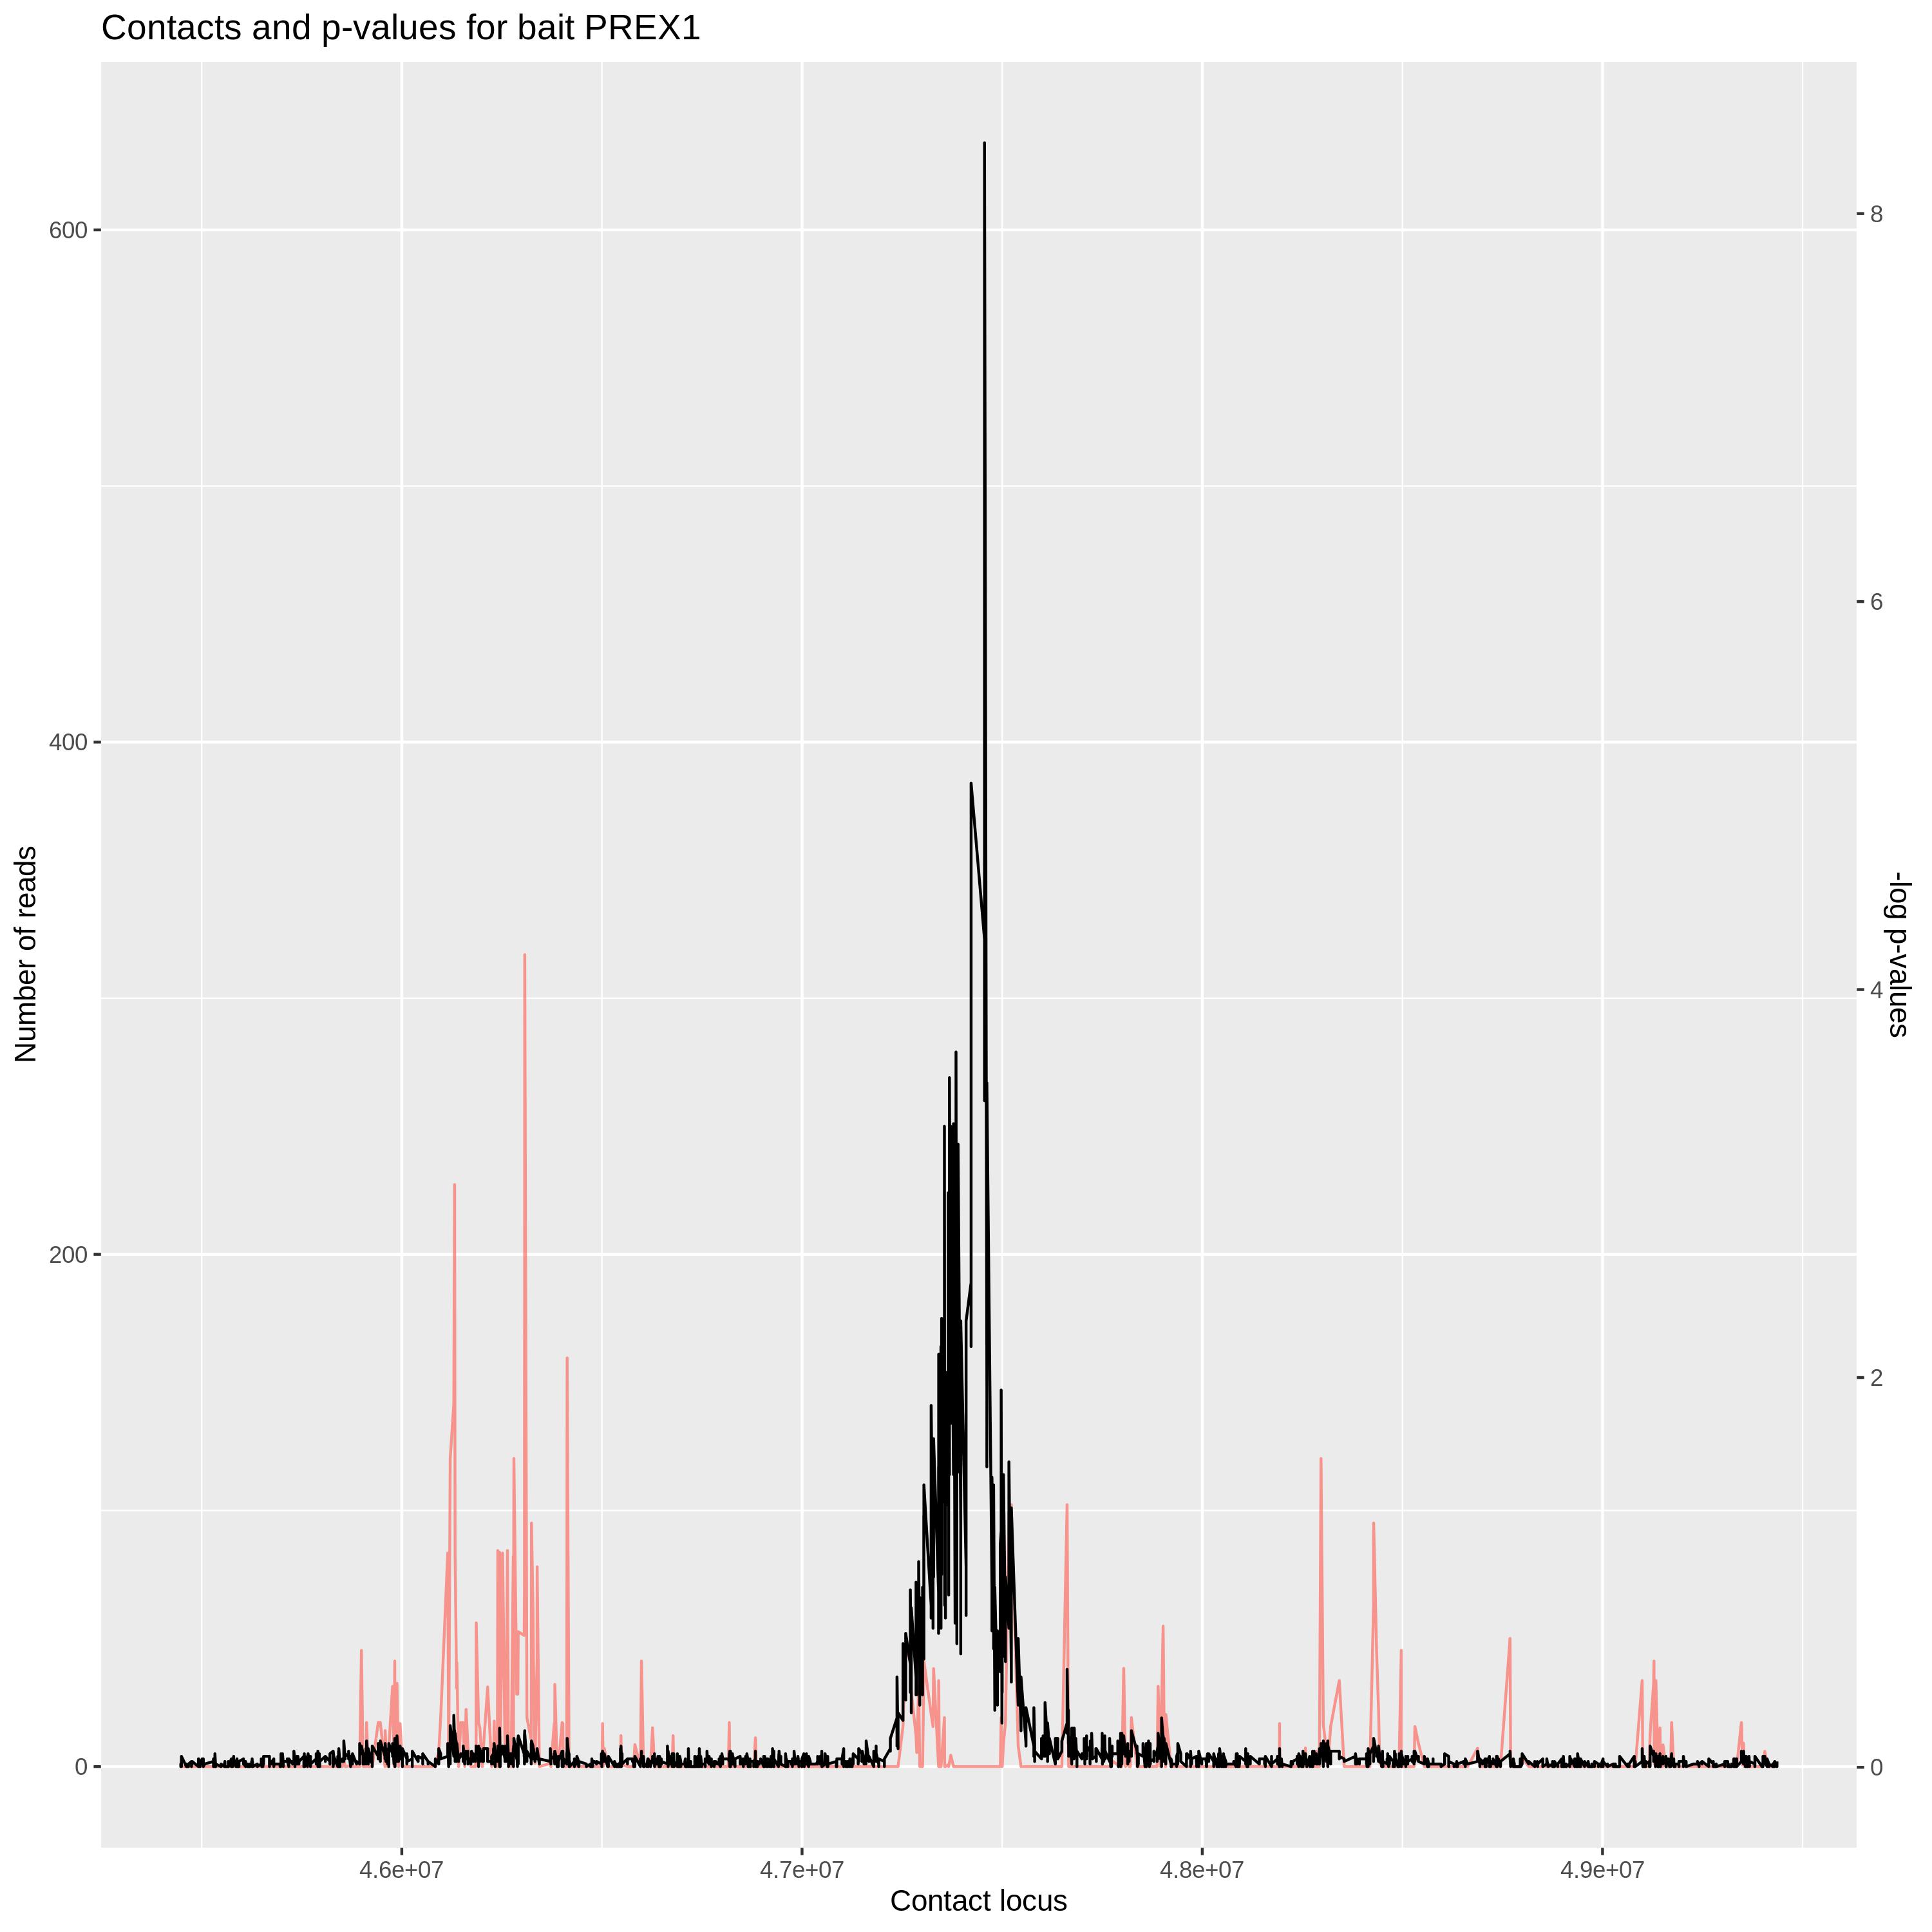 Contacts and p-values for bait PREX1
600
400
200
0
Number of reads
8
6
4
2
0
-log p-values
4.6e+07
4.7e+07
4.8e+07
4.9e+07
Contact locus